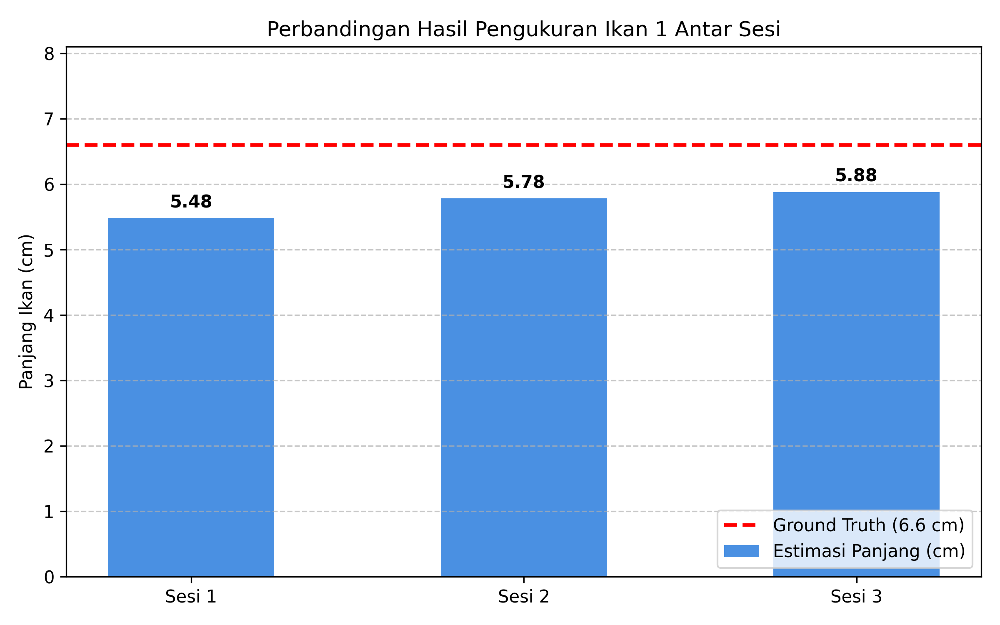 Perbandingan Hasil Pengukuran Ikan 1 Antar Sesi
Panjang Ikan (cm)
8
7
6
5
4
3
2
1
0
5.48
5.78
5.88
Ground Truth (6.6 cm)
Estimasi Panjang (cm)
Sesi 1
Sesi 2
Sesi 3